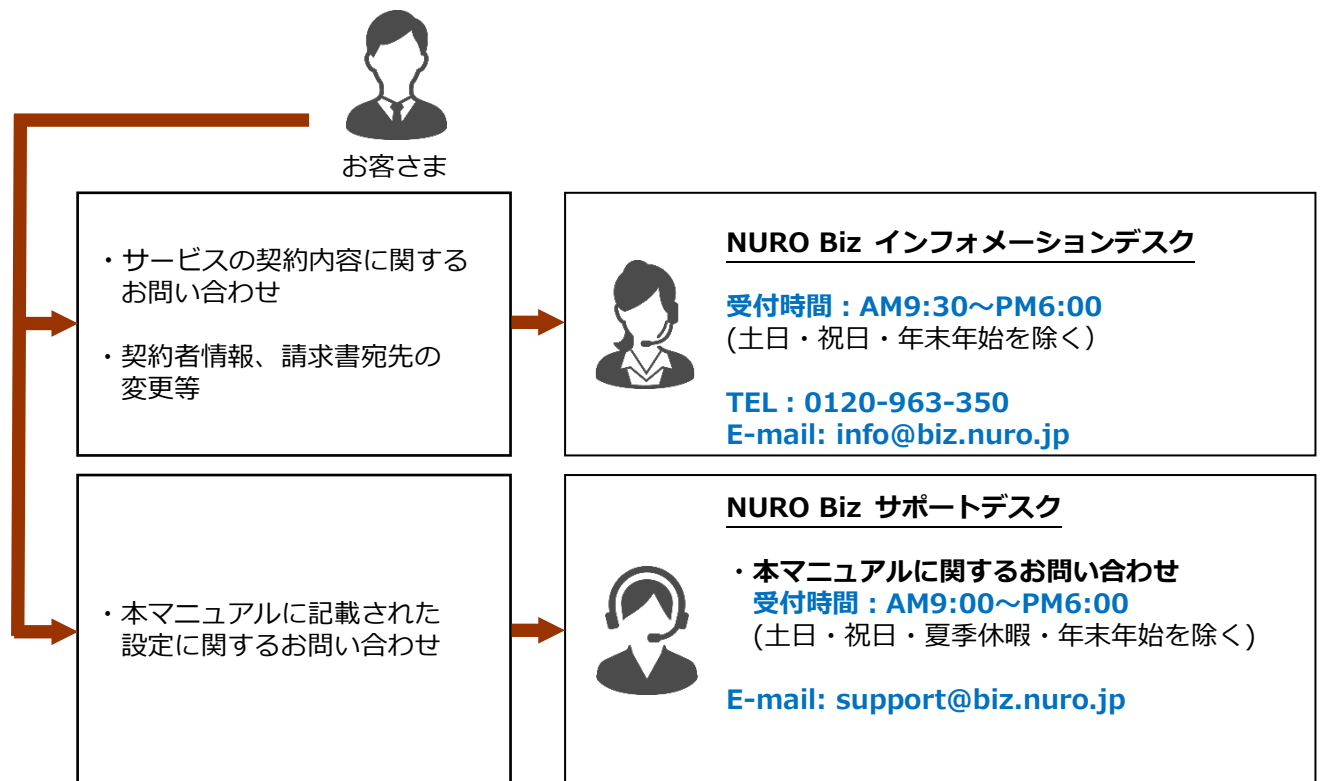 お客さま
・サービスの契約内容に関する
お問い合わせ
・契約者情報、請求書宛先の
変更等
NURO Biz インフォメーションデスク
受付時間：AM9:30～PM6:00
(土日・祝日・年末年始を除く）
TEL：0120-963-350
E-mail: info@biz.nuro.jp
・本マニュアルに記載された
設定に関するお問い合わせ
NURO Biz サポートデスク
・本マニュアルに関するお問い合わせ
受付時間：AM9:00～PM6:00
(土日・祝日・夏季休暇・年末年始を除く)
E-mail: support@biz.nuro.jp